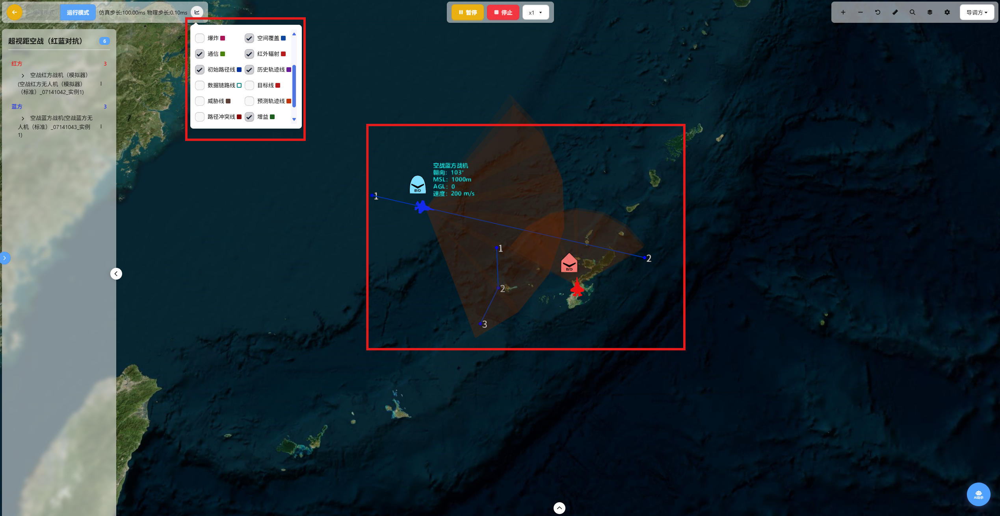 编辑模式
运行模式
仿真步长:100.00ms 物理步长:0.10ms
暂停
停止
x1
导调方
超视距空战（红蓝对抗）
6
红方
3
空战红方战机（模拟器）
(空战红方无人机（模拟器）
（标准）_07141042_实例1)
蓝方
3
空战蓝方战机(空战蓝方无
人机（标准）_07141043_实例
1)
爆炸
空间覆盖
通信
红外辐射
初始路径线
历史轨迹线
数据链路线
目标线
威胁线
预测轨迹线
路径冲突线
增益
空战蓝方战机
朝向：103°
MSL：1000m
AGL：0
速度：200 m/s
B/D
1
1
2
B/D
2
3
AI助手